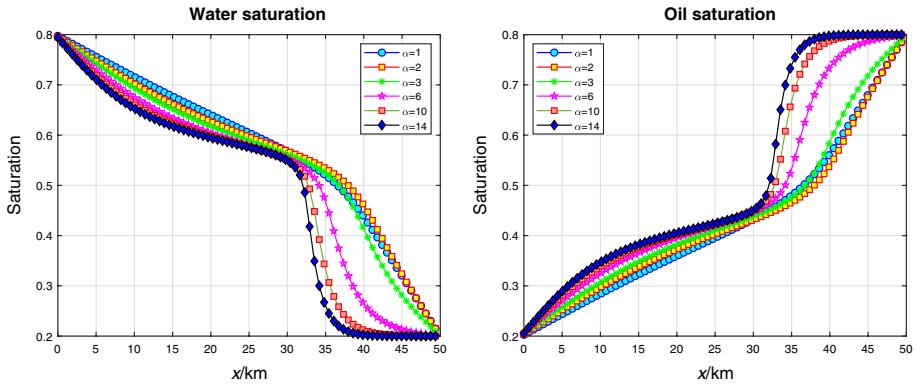 Water saturation
0.8
0.7
0.6
0.5
0.4
0.3
0.2
Saturation
0 5 10 15 20 25 30 35 40 45 50
x/km
α=1
α=2
α=3
α=6
α=10
α=14
Oil saturation
0.8
0.7
0.6
0.5
0.4
0.3
0.2
Saturation
0 5 10 15 20 25 30 35 40 45 50
x/km
α=1
α=2
α=3
α=6
α=10
α=14